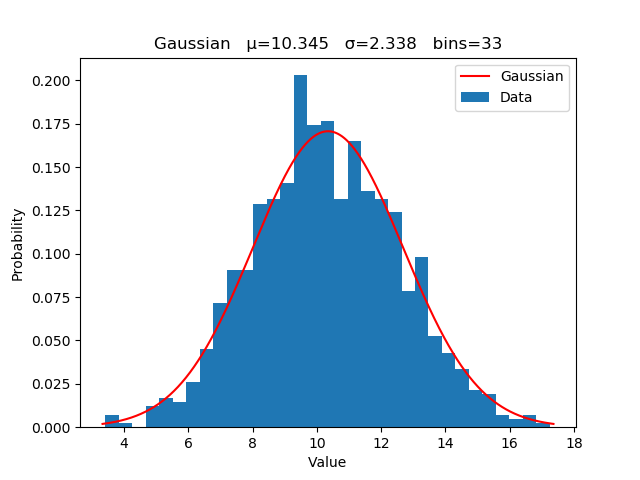 Gaussian   μ=10.345   σ=2.338   bins=33
Gaussian
Data
Probability
0.200
0.175
0.150
0.125
0.100
0.075
0.050
0.025
0.000
4 6 8 10 12 14 16 18
Value